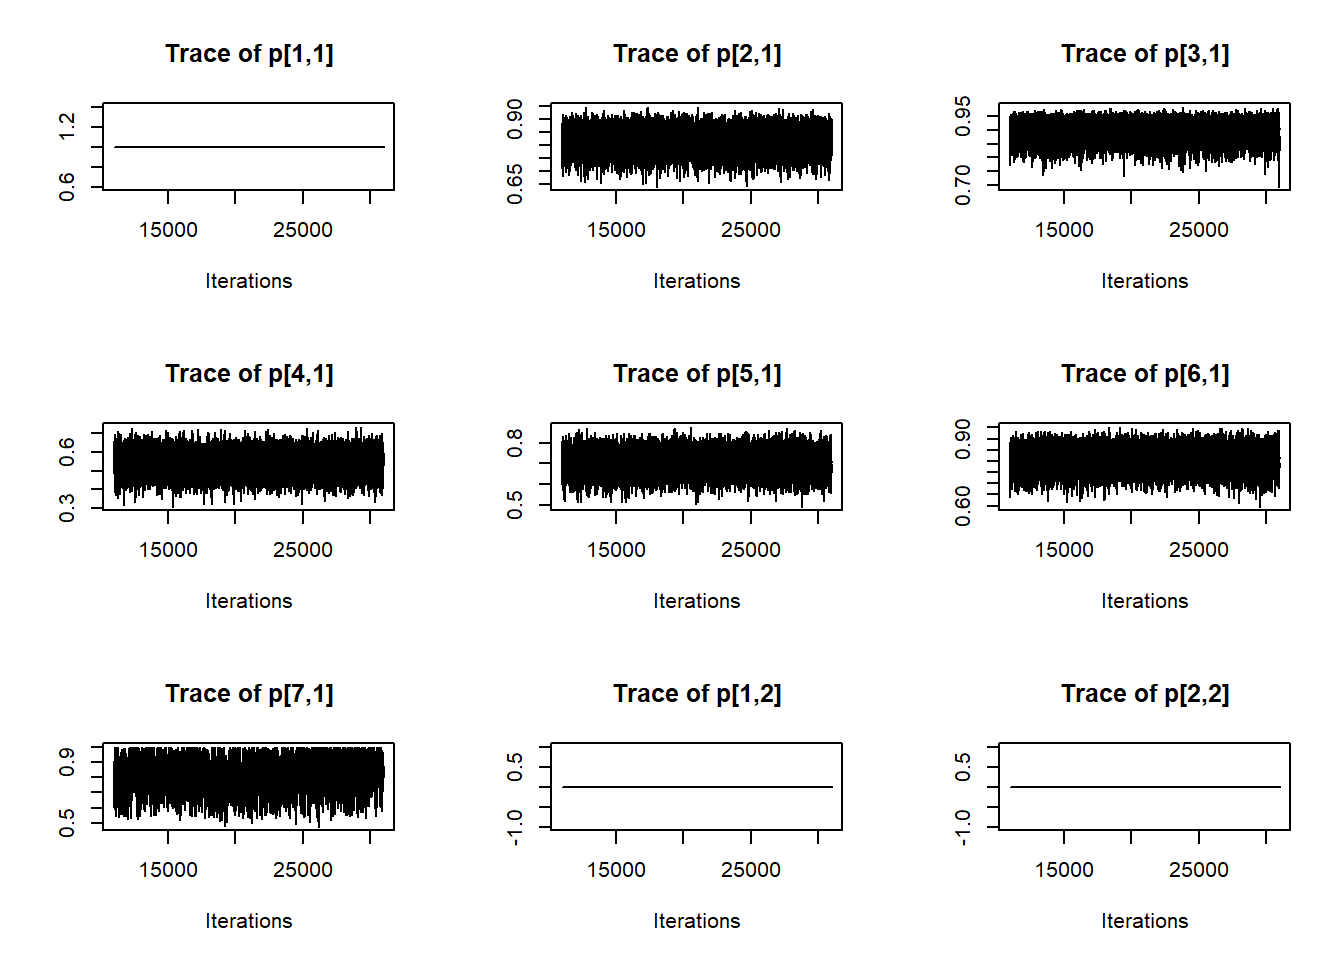 Trace of p[1,1]
0.6 1.2
15000 25000
Iterations
Trace of p[2,1]
0.65 0.90
15000 25000
Iterations
Trace of p[3,1]
0.70 0.95
15000 25000
Iterations
Trace of p[4,1]
0.3 0.6
15000 25000
Iterations
Trace of p[5,1]
0.5 0.8
15000 25000
Iterations
Trace of p[6,1]
0.60 0.90
15000 25000
Iterations
Trace of p[7,1]
0.5 0.9
15000 25000
Iterations
Trace of p[1,2]
-1.0 0.5
15000 25000
Iterations
Trace of p[2,2]
-1.0 0.5
15000 25000
Iterations